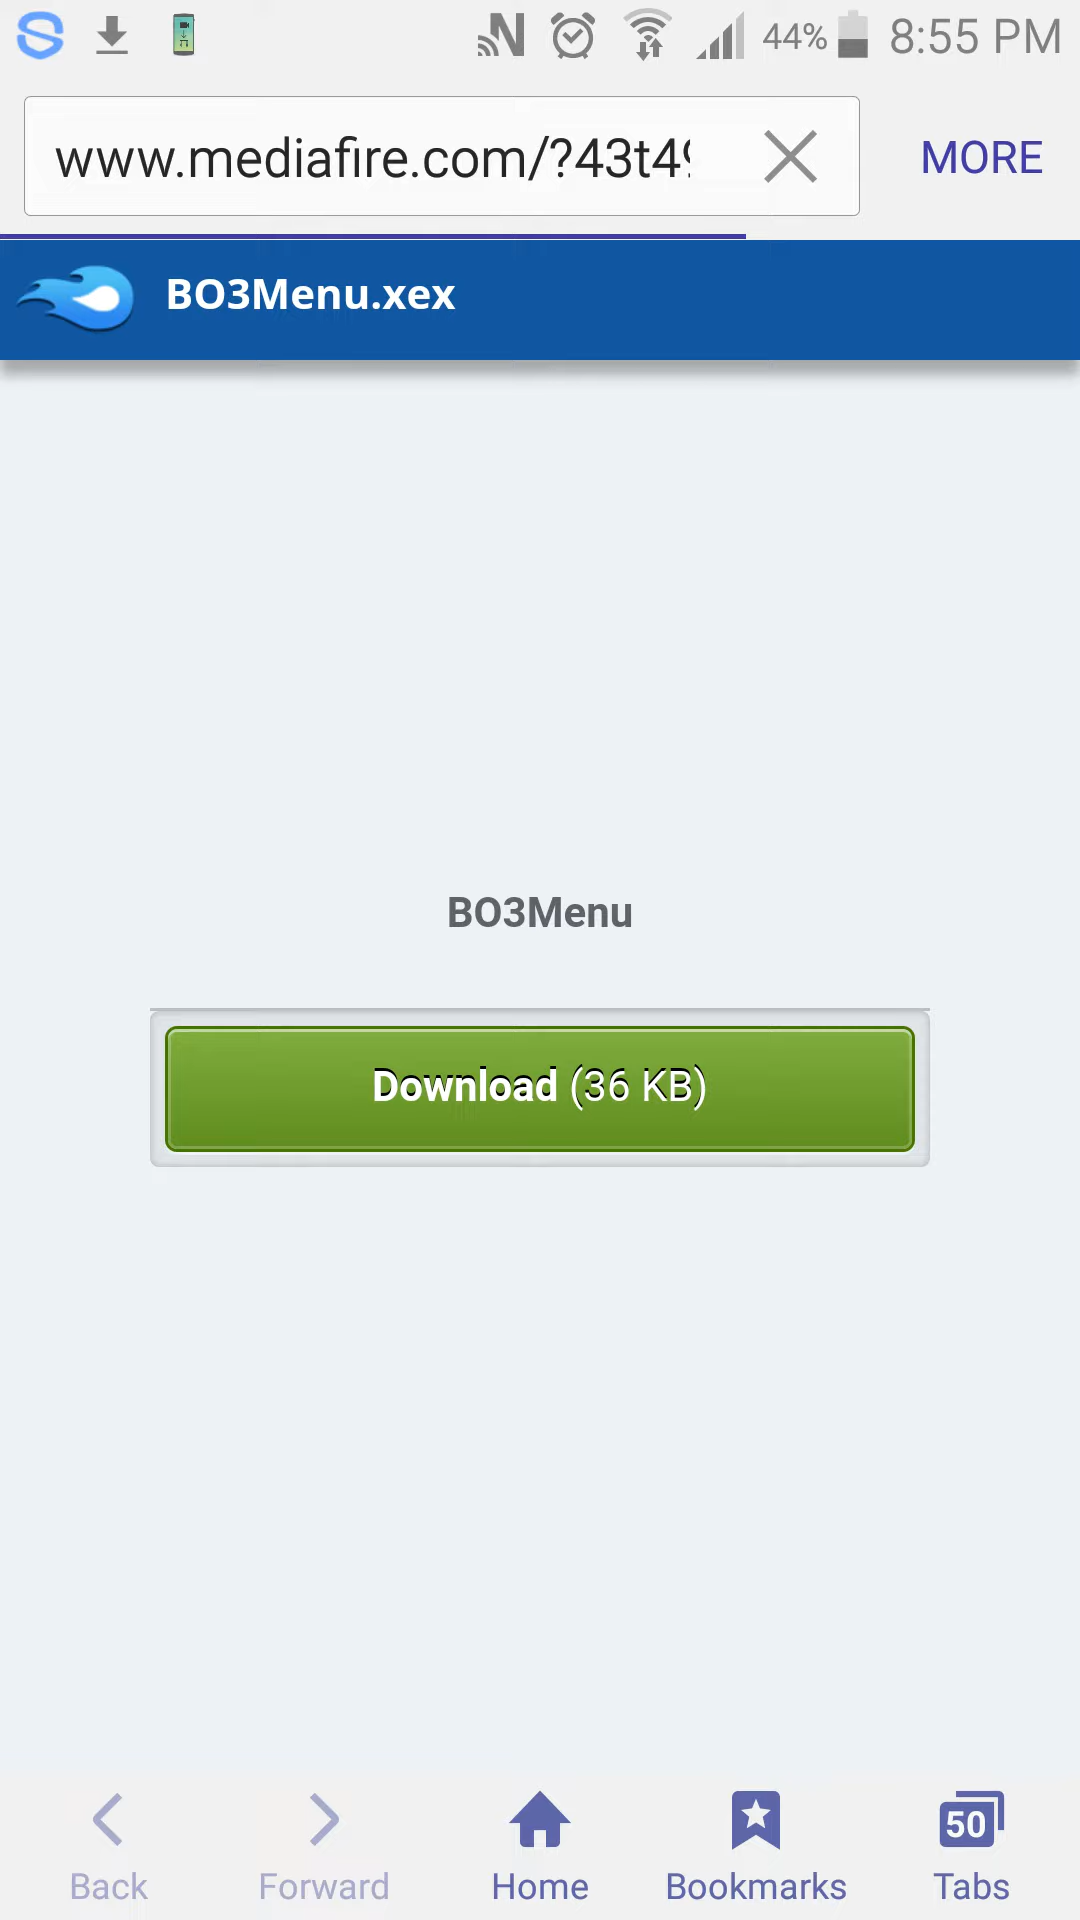 44% 8:55 PM
www.mediafire.com/?43t49
MORE
BO3Menu.xex
BO3Menu
Download (36 KB)
50
Back Forward Home Bookmarks Tabs